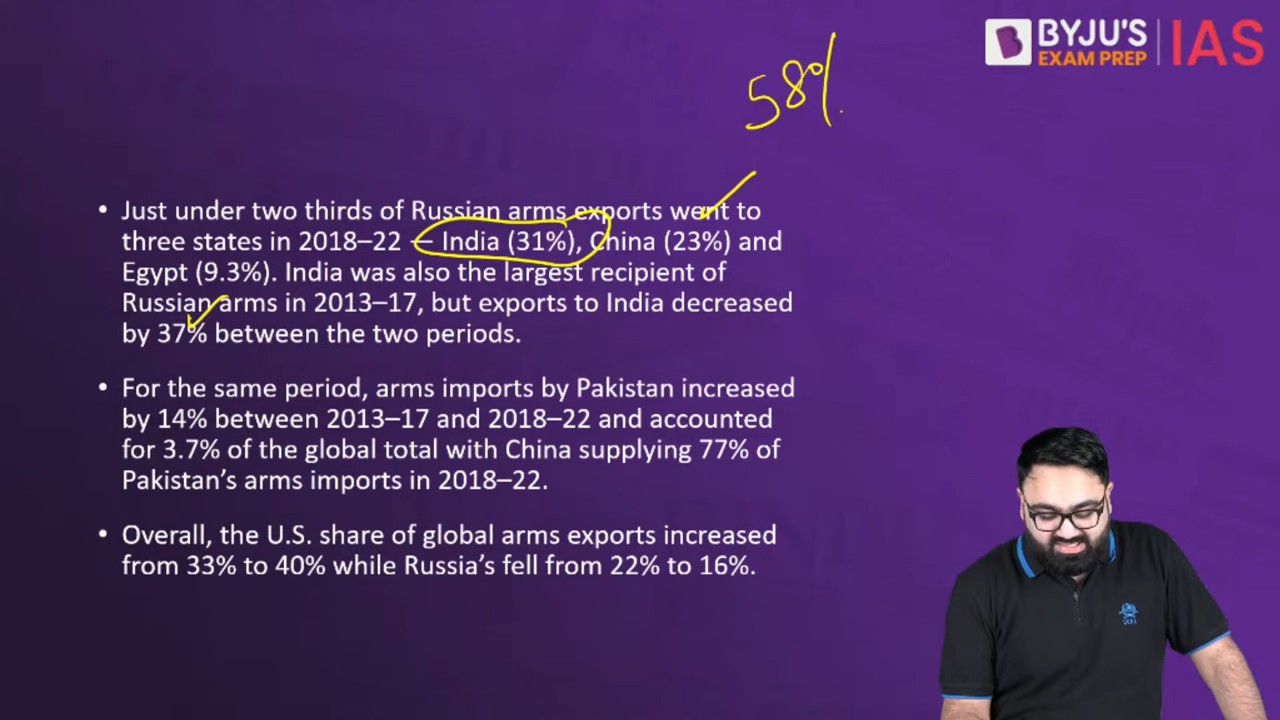 BYJU'S
EXAM PREP
IAS
58%
• Just under two thirds of Russian arms exports went to
three states in 2018–22 — India (31%), China (23%) and
Egypt (9.3%). India was also the largest recipient of
Russian arms in 2013–17, but exports to India decreased
by 37% between the two periods.
• For the same period, arms imports by Pakistan increased
by 14% between 2013–17 and 2018–22 and accounted
for 3.7% of the global total with China supplying 77% of
Pakistan's arms imports in 2018–22.
• Overall, the U.S. share of global arms exports increased
from 33% to 40% while Russia's fell from 22% to 16%.